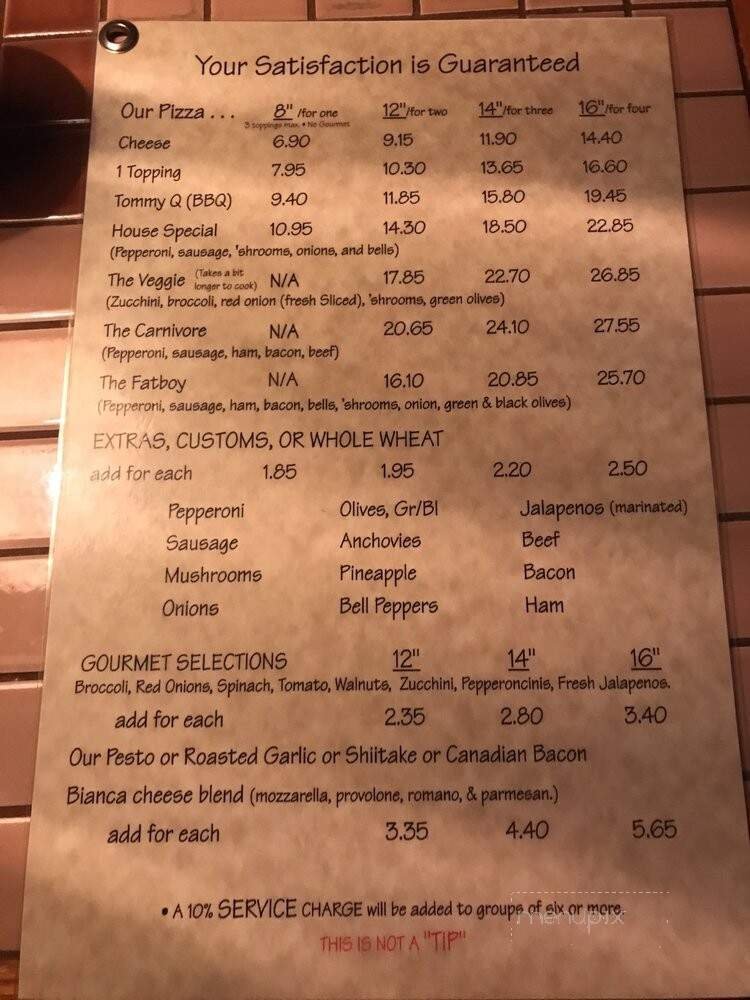 Your Satisfaction is Guaranteed
Our Pizza . . . 8" /for one 12"/for two 14"/for three 16"/for four
3 toppings max. • No Gourmet
Cheese 6.90 9.15 11.90 14.40
1 Topping 7.95 10.30 13.65 16.60
Tommy Q (BBQ) 9.40 11.85 15.80 19.45
House Special 10.95 14.30 18.50 22.85
(Pepperoni, sausage, 'shrooms, onions, and bells)
The Veggie (Takes a bit longer to cook) N/A 17.85 22.70 26.85
(Zucchini, broccoli, red onion (fresh Sliced), 'shrooms, green olives)
The Carnivore N/A 20.65 24.10 27.55
(Pepperoni, sausage, ham, bacon, beef)
The Fatboy N/A 16.10 20.85 25.70
(Pepperoni, sausage, ham, bacon, bells, 'shrooms, onion, green & black olives)
EXTRAS, CUSTOMS, OR WHOLE WHEAT
add for each 1.85 1.95 2.20 2.50
Pepperoni Olives, Gr/Bl Jalapenos (marinated)
Sausage Anchovies Beef
Mushrooms Pineapple Bacon
Onions Bell Peppers Ham
GOURMET SELECTIONS 12" 14" 16"
Broccoli, Red Onions, Spinach, Tomato, Walnuts, Zucchini, Pepperoncinis, Fresh Jalapenos.
add for each 2.35 2.80 3.40
Our Pesto or Roasted Garlic or Shiitake or Canadian Bacon
Bianca cheese blend (mozzarella, provolone, romano, & parmesan.)
add for each 3.35 4.40 5.65
• A 10% SERVICE CHARGE will be added to groups of six or more.
menupix
THIS IS NOT A "TIP"